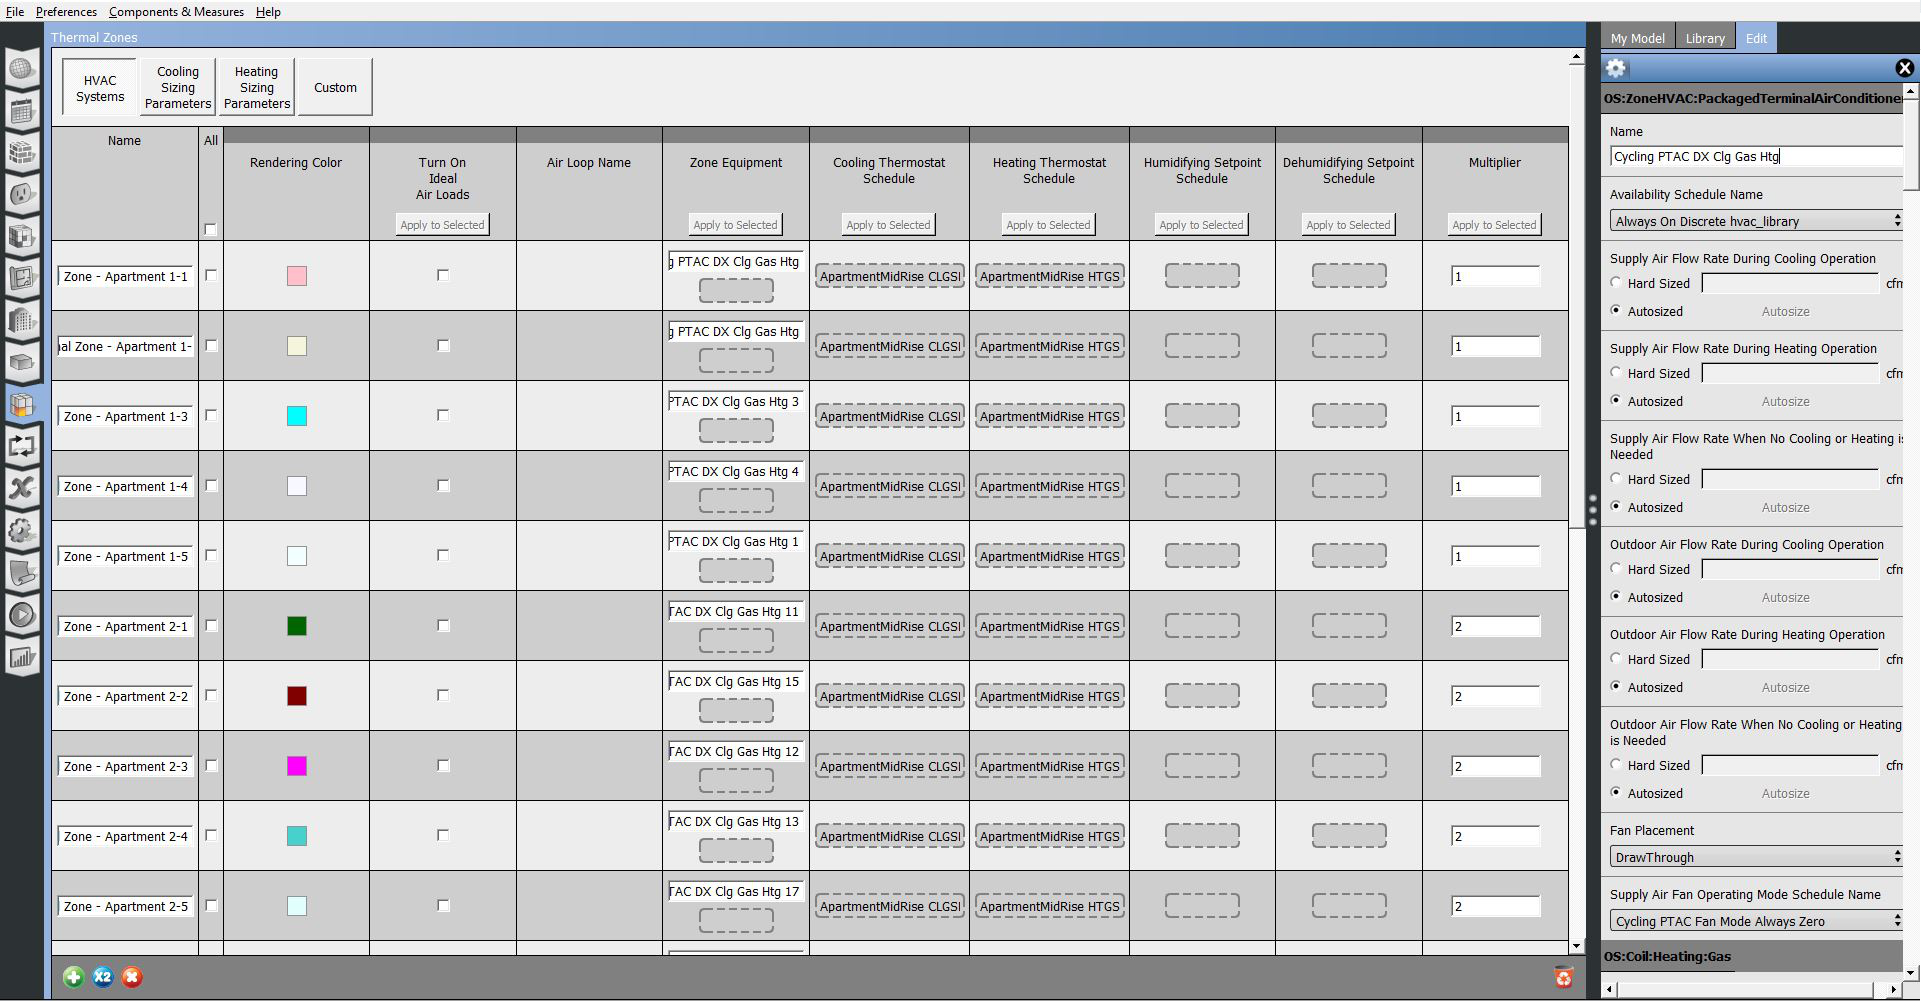 File Preferences Components & Measures Help
Thermal Zones
My Model Library Edit
HVAC
Systems
Cooling
Sizing
Parameters
Heating
Sizing
Parameters
Custom
Name
All
Rendering Color
Turn On
Ideal
Air Loads
Air Loop Name
Zone Equipment
Cooling Thermostat
Schedule
Heating Thermostat
Schedule
Humidifying Setpoint
Schedule
Dehumidifying Setpoint
Schedule
Multiplier
Apply to Selected Apply to Selected Apply to Selected Apply to Selected Apply to Selected Apply to Selected Apply to Selected
g PTAC DX Clg Gas Htg
Zone - Apartment 1-1 ApartmentMidRise CLGSI ApartmentMidRise HTGS 1
g PTAC DX Clg Gas Htg
al Zone - Apartment 1- ApartmentMidRise CLGSI ApartmentMidRise HTGS 1
PTAC DX Clg Gas Htg 3
Zone - Apartment 1-3 ApartmentMidRise CLGSI ApartmentMidRise HTGS 1
PTAC DX Clg Gas Htg 4
Zone - Apartment 1-4 ApartmentMidRise CLGSI ApartmentMidRise HTGS 1
PTAC DX Clg Gas Htg 1
Zone - Apartment 1-5 ApartmentMidRise CLGSI ApartmentMidRise HTGS 1
TAC DX Clg Gas Htg 11
Zone - Apartment 2-1 ApartmentMidRise CLGSI ApartmentMidRise HTGS 2
TAC DX Clg Gas Htg 15
Zone - Apartment 2-2 ApartmentMidRise CLGSI ApartmentMidRise HTGS 2
TAC DX Clg Gas Htg 12
Zone - Apartment 2-3 ApartmentMidRise CLGSI ApartmentMidRise HTGS 2
TAC DX Clg Gas Htg 13
Zone - Apartment 2-4 ApartmentMidRise CLGSI ApartmentMidRise HTGS 2
TAC DX Clg Gas Htg 17
Zone - Apartment 2-5 ApartmentMidRise CLGSI ApartmentMidRise HTGS 2
X2
OS:ZoneHVAC:PackagedTerminalAirConditioner
Name
Cycling PTAC DX Clg Gas Htg
Availability Schedule Name
Always On Discrete hvac_library
Supply Air Flow Rate During Cooling Operation
Hard Sized cfm
Autosized Autosize
Supply Air Flow Rate During Heating Operation
Hard Sized cfm
Autosized Autosize
Supply Air Flow Rate When No Cooling or Heating is
Needed
Hard Sized cfm
Autosized Autosize
Outdoor Air Flow Rate During Cooling Operation
Hard Sized cfm
Autosized Autosize
Outdoor Air Flow Rate During Heating Operation
Hard Sized cfm
Autosized Autosize
Outdoor Air Flow Rate When No Cooling or Heating
is Needed
Hard Sized cfm
Autosized Autosize
Fan Placement
DrawThrough
Supply Air Fan Operating Mode Schedule Name
Cycling PTAC Fan Mode Always Zero
OS:Coil:Heating:Gas